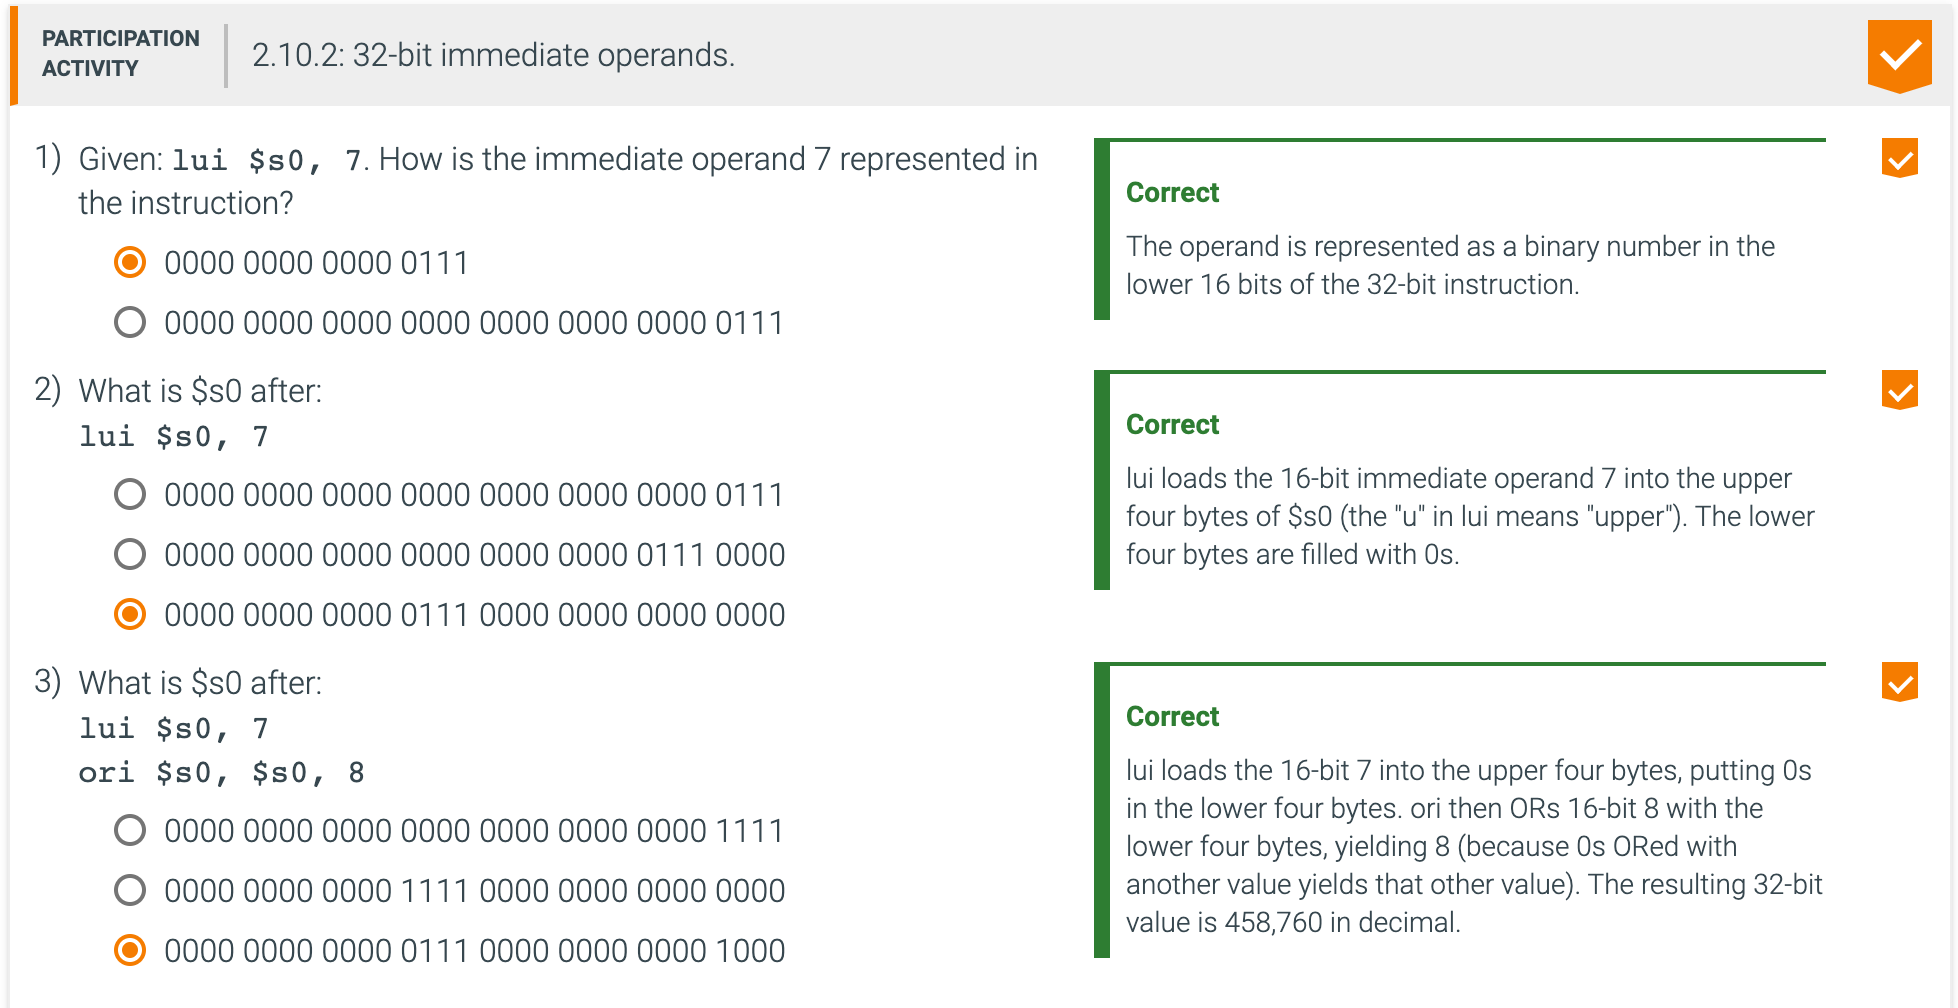 PARTICIPATION
ACTIVITY
2.10.2: 32-bit immediate operands.
1) Given: lui $s0, 7. How is the immediate operand 7 represented in
the instruction?
0000 0000 0000 0111
0000 0000 0000 0000 0000 0000 0000 0111
Correct
The operand is represented as a binary number in the
lower 16 bits of the 32-bit instruction.
2) What is $s0 after:
lui $s0, 7
0000 0000 0000 0000 0000 0000 0000 0111
0000 0000 0000 0000 0000 0000 0111 0000
0000 0000 0000 0111 0000 0000 0000 0000
Correct
lui loads the 16-bit immediate operand 7 into the upper
four bytes of $s0 (the "u" in lui means "upper"). The lower
four bytes are filled with 0s.
3) What is $s0 after:
lui $s0, 7
ori $s0, $s0, 8
0000 0000 0000 0000 0000 0000 0000 1111
0000 0000 0000 1111 0000 0000 0000 0000
0000 0000 0000 0111 0000 0000 0000 1000
Correct
lui loads the 16-bit 7 into the upper four bytes, putting 0s
in the lower four bytes. ori then ORs 16-bit 8 with the
lower four bytes, yielding 8 (because 0s ORed with
another value yields that other value). The resulting 32-bit
value is 458,760 in decimal.